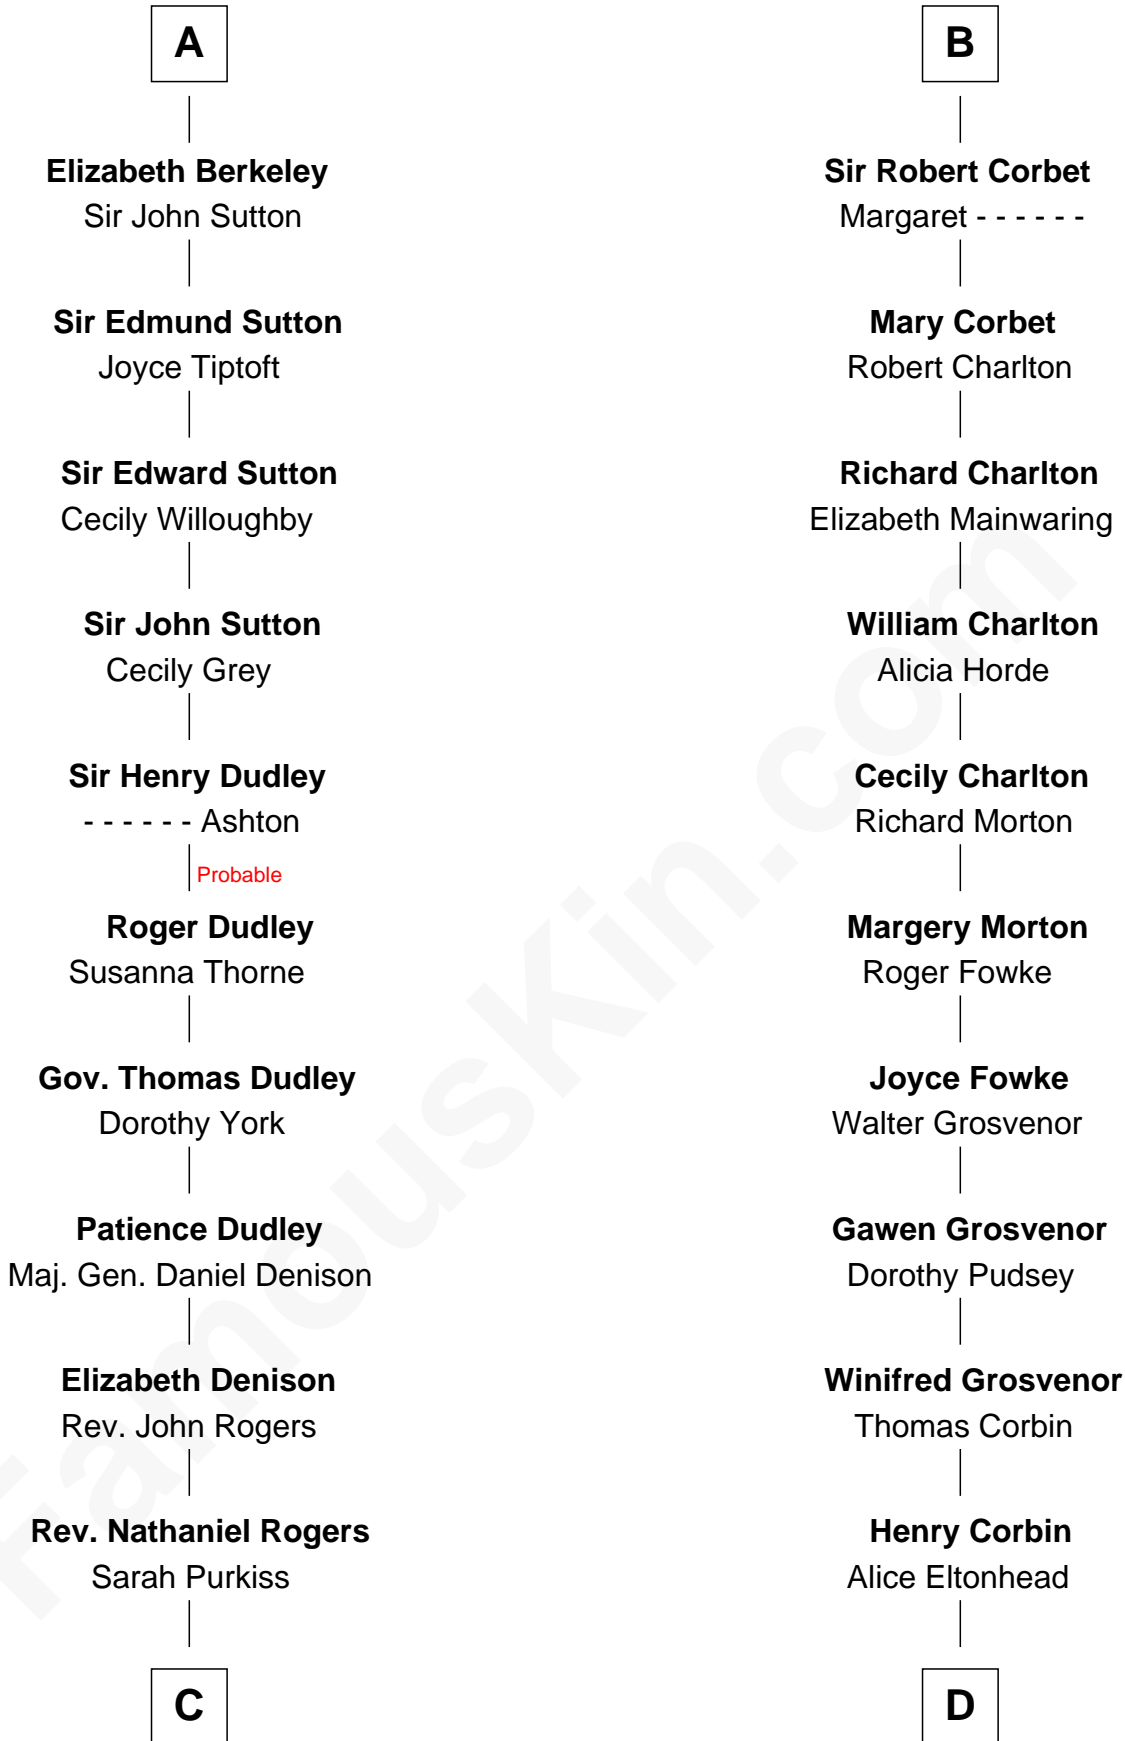 A
Elizabeth Berkeley
Sir John Sutton
Sir Edmund Sutton
Joyce Tiptoft
Sir Edward Sutton
Cecily Willoughby
Sir John Sutton
Cecily Grey
Sir Henry Dudley
- - - - - - Ashton
Probable
Roger Dudley
Susanna Thorne
Gov. Thomas Dudley
Dorothy York
Patience Dudley
Maj. Gen. Daniel Denison
Elizabeth Denison
Rev. John Rogers
Rev. Nathaniel Rogers
Sarah Purkiss
C
B
Sir Robert Corbet
Margaret - - - - - -
Mary Corbet
Robert Charlton
Richard Charlton
Elizabeth Mainwaring
William Charlton
Alicia Horde
Cecily Charlton
Richard Morton
Margery Morton
Roger Fowke
Joyce Fowke
Walter Grosvenor
Gawen Grosvenor
Dorothy Pudsey
Winifred Grosvenor
Thomas Corbin
Henry Corbin
Alice Eltonhead
D
FamousKin.com